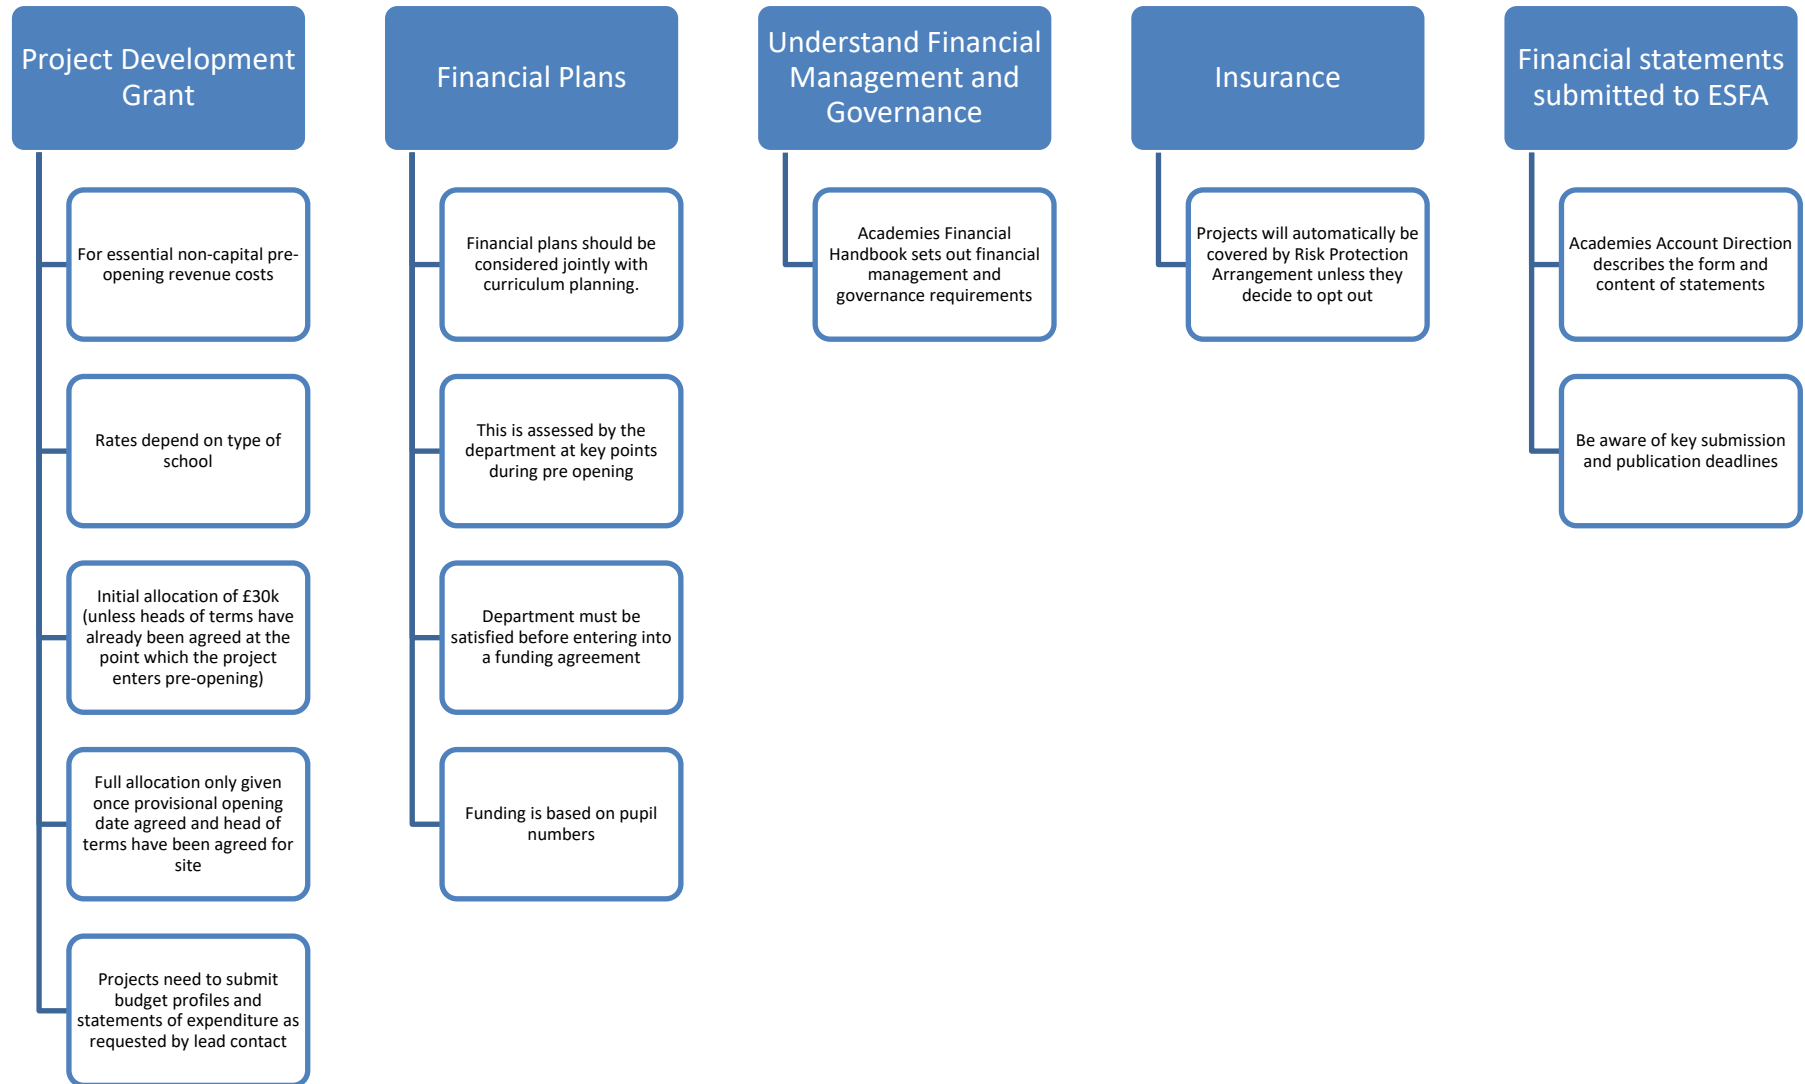 Project Development
Grant
For essential non-capital pre-
opening revenue costs
Rates depend on type of
school
Initial allocation of £30k
(unless heads of terms have
already been agreed at the
point which the project
enters pre-opening)
Full allocation only given
once provisional opening
date agreed and head of
terms have been agreed for
site
Projects need to submit
budget profiles and
statements of expenditure as
requested by lead contact
Financial Plans
Financial plans should be
considered jointly with
curriculum planning.
This is assessed by the
department at key points
during pre opening
Department must be
satisfied before entering into
a funding agreement
Funding is based on pupil
numbers
Understand Financial
Management and
Governance
Academies Financial
Handbook sets out financial
management and
governance requirements
Insurance
Projects will automatically be
covered by Risk Protection
Arrangement unless they
decide to opt out
Financial statements
submitted to ESFA
Academies Account Direction
describes the form and
content of statements
Be aware of key submission
and publication deadlines